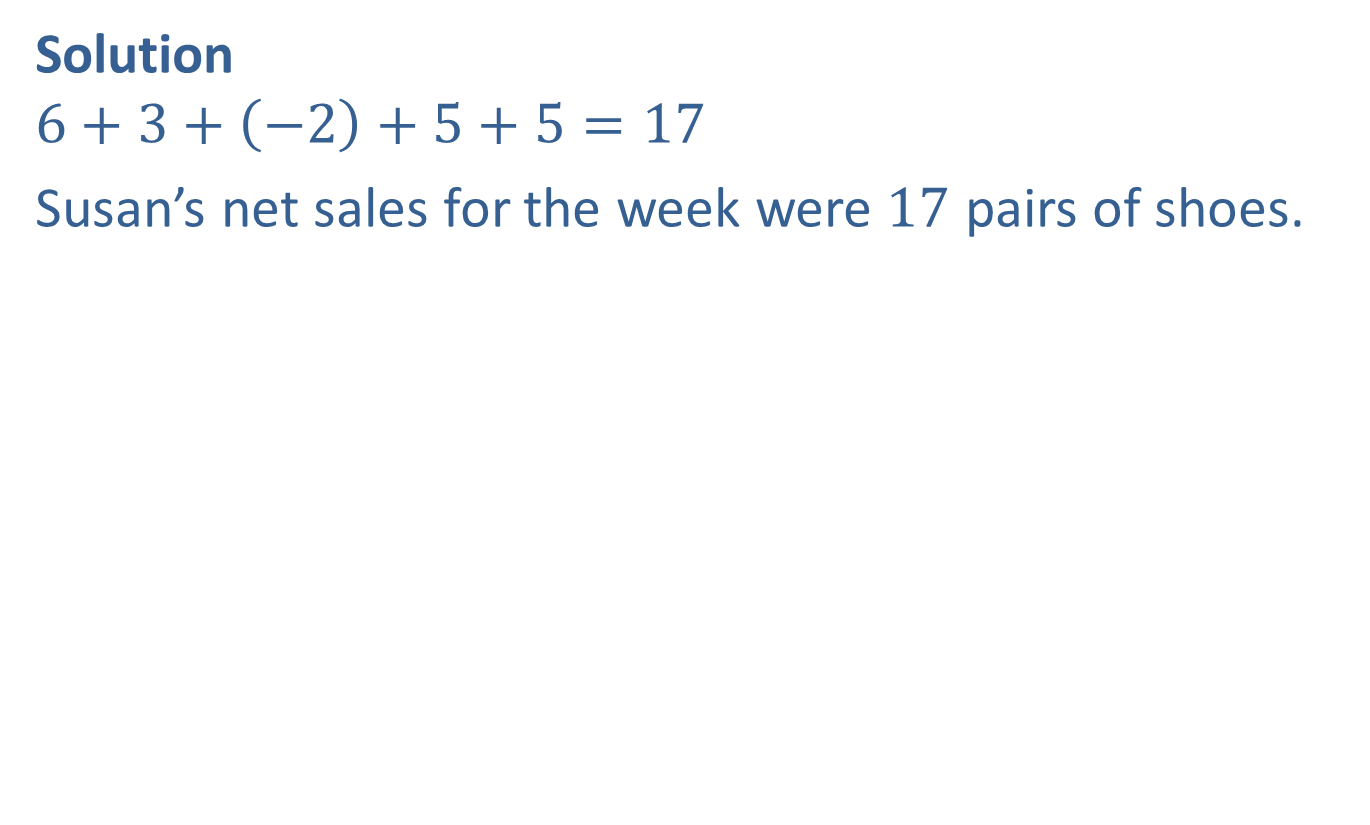 Solution
6 + 3 + (−2) + 5 + 5 = 17
Susan’s net sales for the week were 17 pairs of shoes.